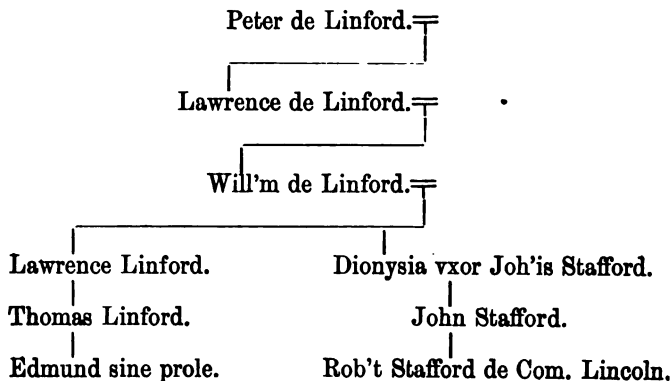 Peter de Linford.
Lawrence de Linford.
Will'm de Linford.
Lawrence Linford. Dionysia vxor Joh'is Stafford.
Thomas Linford. John Stafford.
Edmund sine prole. Rob't Stafford de Com. Lincoln.